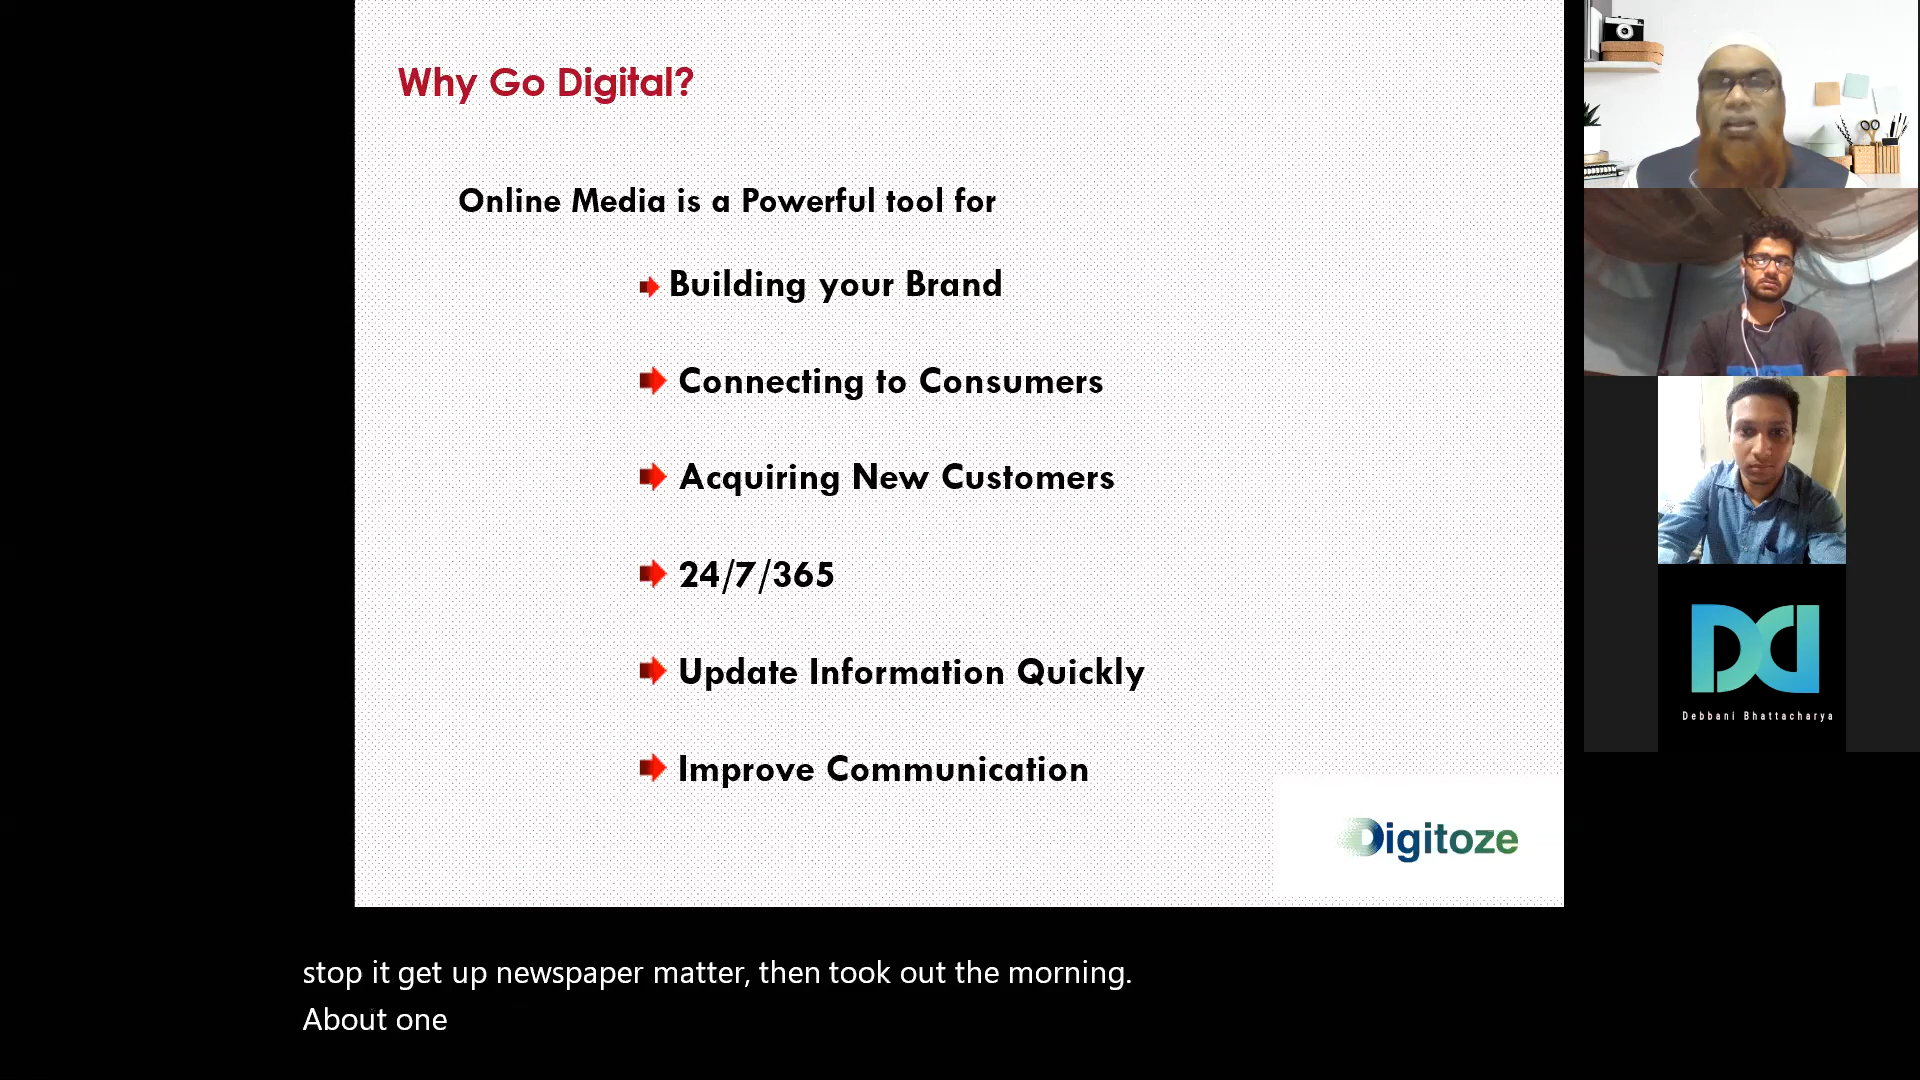 Why Go Digital?
Online Media is a Powerful tool for
Building your Brand
Connecting to Consumers
Acquiring New Customers
24/7/365
Update Information Quickly
Improve Communication
Digitoze
DD
Debbani Bhattacharya
stop it get up newspaper matter, then took out the morning.
About one